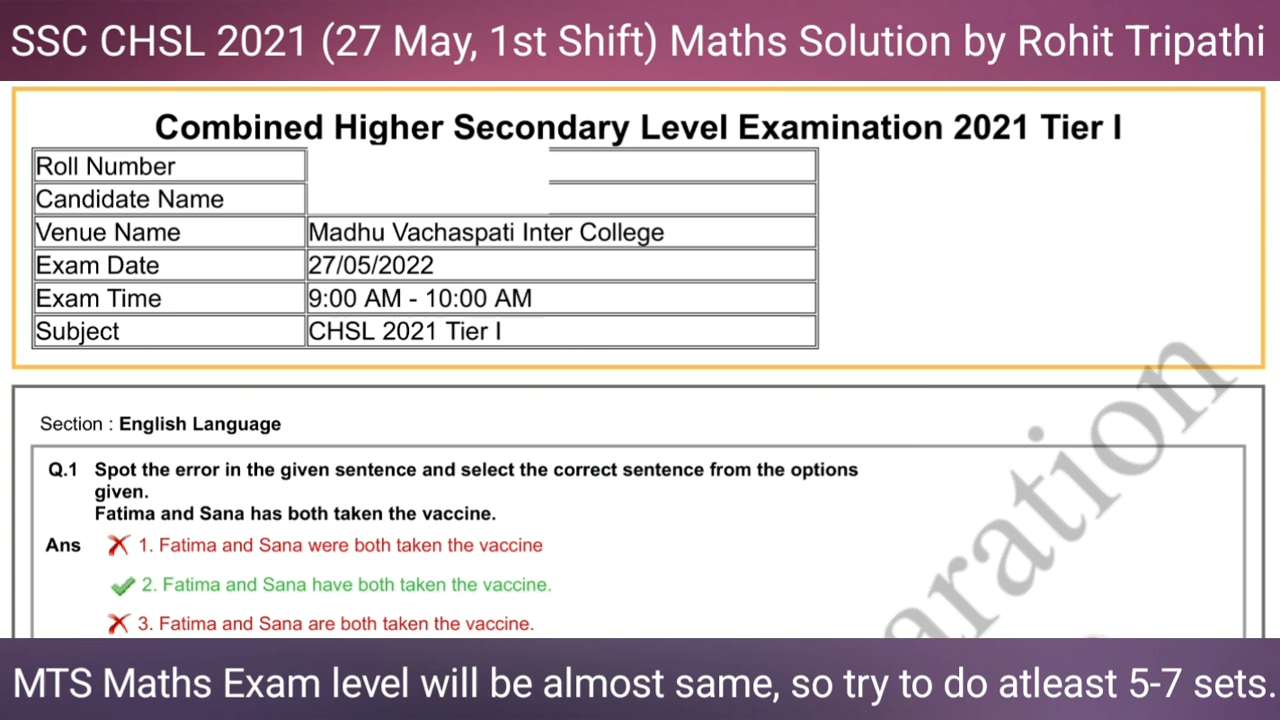 SSC CHSL 2021 (27 May, 1st Shift) Maths Solution by Rohit Tripathi
Combined Higher Secondary Level Examination 2021 Tier I
Roll Number
Candidate Name
Venue Name Madhu Vachaspati Inter College
Exam Date 27/05/2022
Exam Time 9:00 AM - 10:00 AM
Subject CHSL 2021 Tier I
Section : English Language
Q.1 Spot the error in the given sentence and select the correct sentence from the options
given.
Fatima and Sana has both taken the vaccine.
Ans 1. Fatima and Sana were both taken the vaccine
2. Fatima and Sana have both taken the vaccine.
3. Fatima and Sana are both taken the vaccine.
aration
MTS Maths Exam level will be almost same, so try to do atleast 5-7 sets.